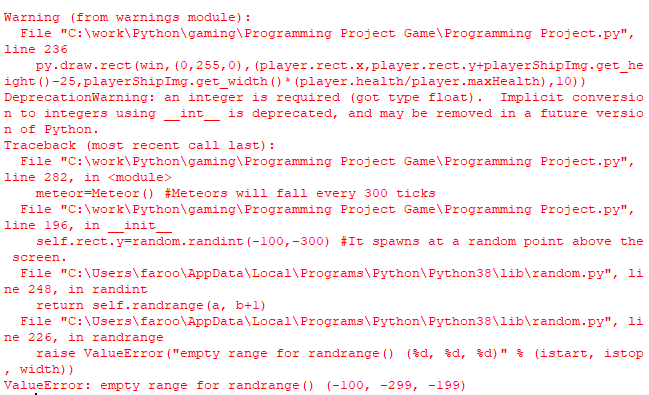 Warning (from warnings module):
  File "C:\work\Python\gaming\Programming Project Game\Programming Project.py",
line 236
    py.draw.rect(win,(0,255,0),(player.rect.x,player.rect.y+playerShipImg.get_he
ight()-25,playerShipImg.get_width()*(player.health/player.maxHealth),10))
DeprecationWarning: an integer is required (got type float).  Implicit conversio
n to integers using __int__ is deprecated, and may be removed in a future versio
n of Python.
Traceback (most recent call last):
  File "C:\work\Python\gaming\Programming Project Game\Programming Project.py",
line 282, in <module>
    meteor=Meteor() #Meteors will fall every 300 ticks
  File "C:\work\Python\gaming\Programming Project Game\Programming Project.py",
line 196, in __init__
    self.rect.y=random.randint(-100,-300) #It spawns at a random point above the
 screen.
  File "C:\Users\faroo\AppData\Local\Programs\Python\Python38\lib\random.py", li
ne 248, in randint
    return self.randrange(a, b+1)
  File "C:\Users\faroo\AppData\Local\Programs\Python\Python38\lib\random.py", li
ne 226, in randrange
    raise ValueError("empty range for randrange() (%d, %d, %d)" % (istart, istop
, width))
ValueError: empty range for randrange() (-100, -299, -199)